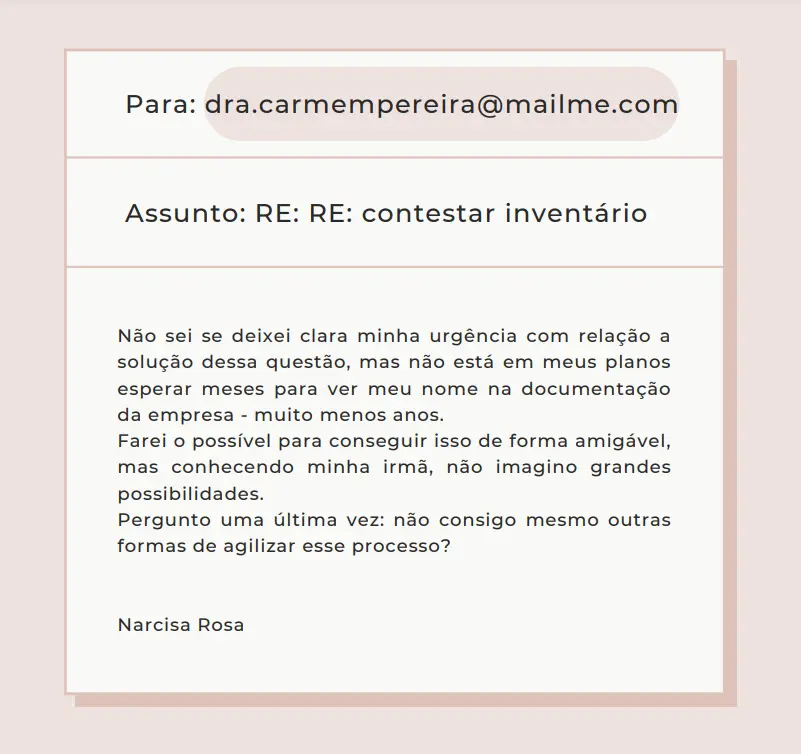 Para: dra.carmempereira@mailme.com
Assunto: RE: RE: contestar inventário
Não sei se deixei clara minha urgência com relação a
solução dessa questão, mas não está em meus planos
esperar meses para ver meu nome na documentação
da empresa - muito menos anos.
Farei o possível para conseguir isso de forma amigável,
mas conhecendo minha irmã, não imagino grandes
possibilidades.
Pergunto uma última vez: não consigo mesmo outras
formas de agilizar esse processo?
Narcisa Rosa